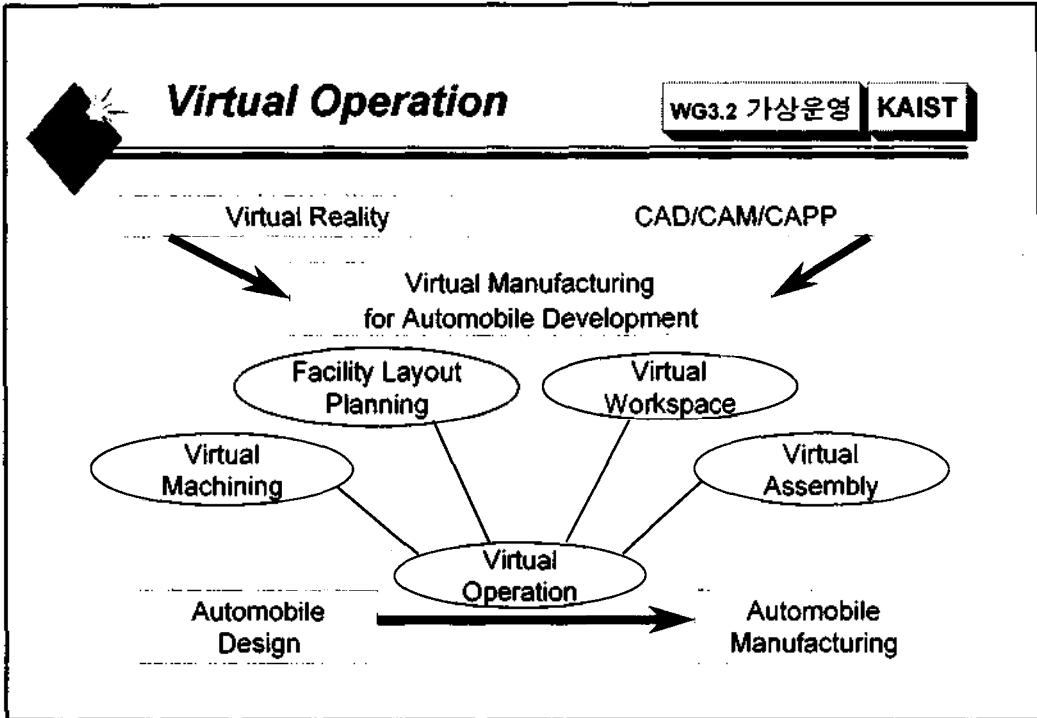 Virtual Operation
WG3.2 가상운영
KAIST
Virtual Reality
CAD/CAM/CAPP
Virtual Manufacturing
for Automobile Development
Facility Layout
Planning
Virtual
Workspace
Virtual
Machining
Virtual
Assembly
Virtual
Operation
Automobile
Design
Automobile
Manufacturing